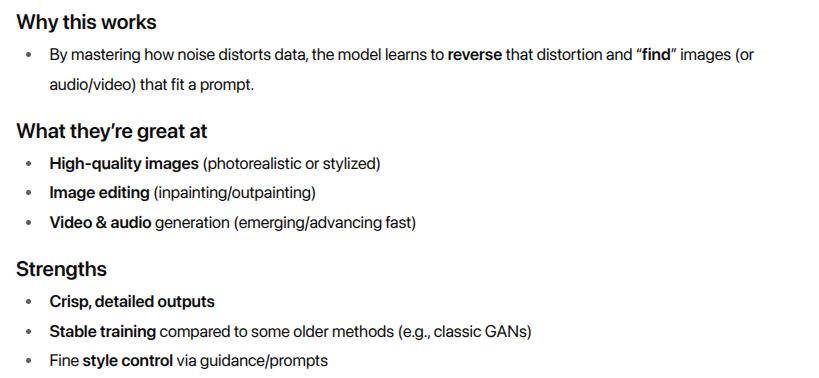 Why this works
• By mastering how noise distorts data, the model learns to reverse that distortion and “find” images (or
audio/video) that fit a prompt.
What they’re great at
• High-quality images (photorealistic or stylized)
• Image editing (inpainting/outpainting)
• Video & audio generation (emerging/advancing fast)
Strengths
• Crisp, detailed outputs
• Stable training compared to some older methods (e.g., classic GANs)
• Fine style control via guidance/prompts